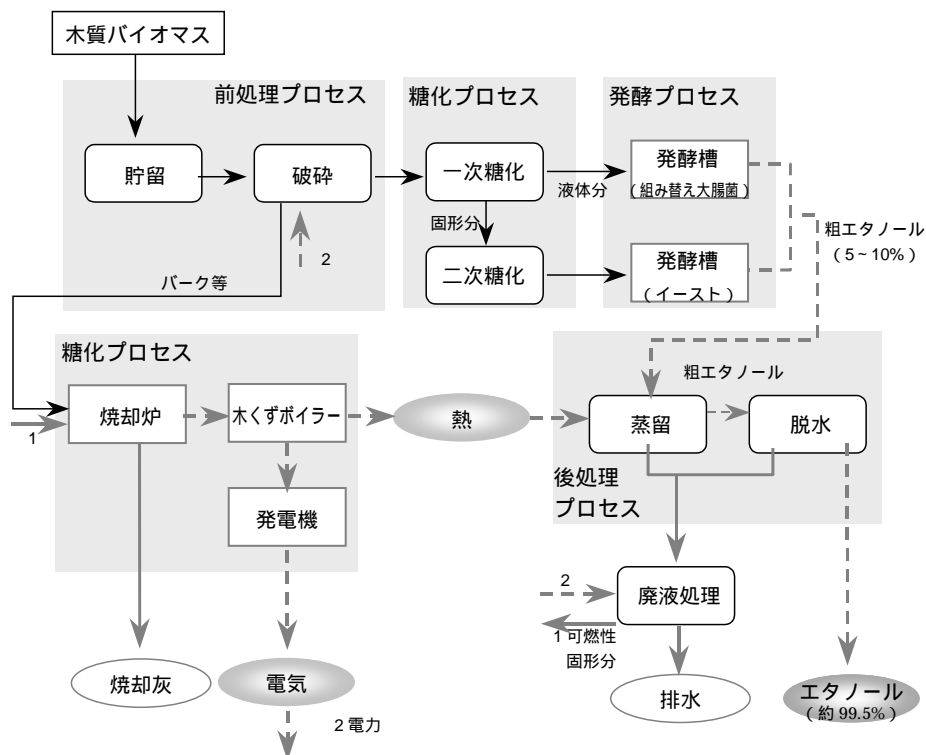 木質バイオマス
前処理プロセス
糖化プロセス
発酵プロセス
貯留
破砕
一次糖化
液体分
発酵槽
(組み替え大腸菌)
固形分
2
二次糖化
発酵槽
(イースト)
粗エタノール
(5~10%)
バーク等
糖化プロセス
焼却炉
1
木くずボイラー
熱
粗エタノール
蒸留
脱水
後処理
プロセス
発電機
2
廃液処理
1 可燃性
固形分
焼却灰
電気
2 電力
排水
エタノール
(約 99.5%)